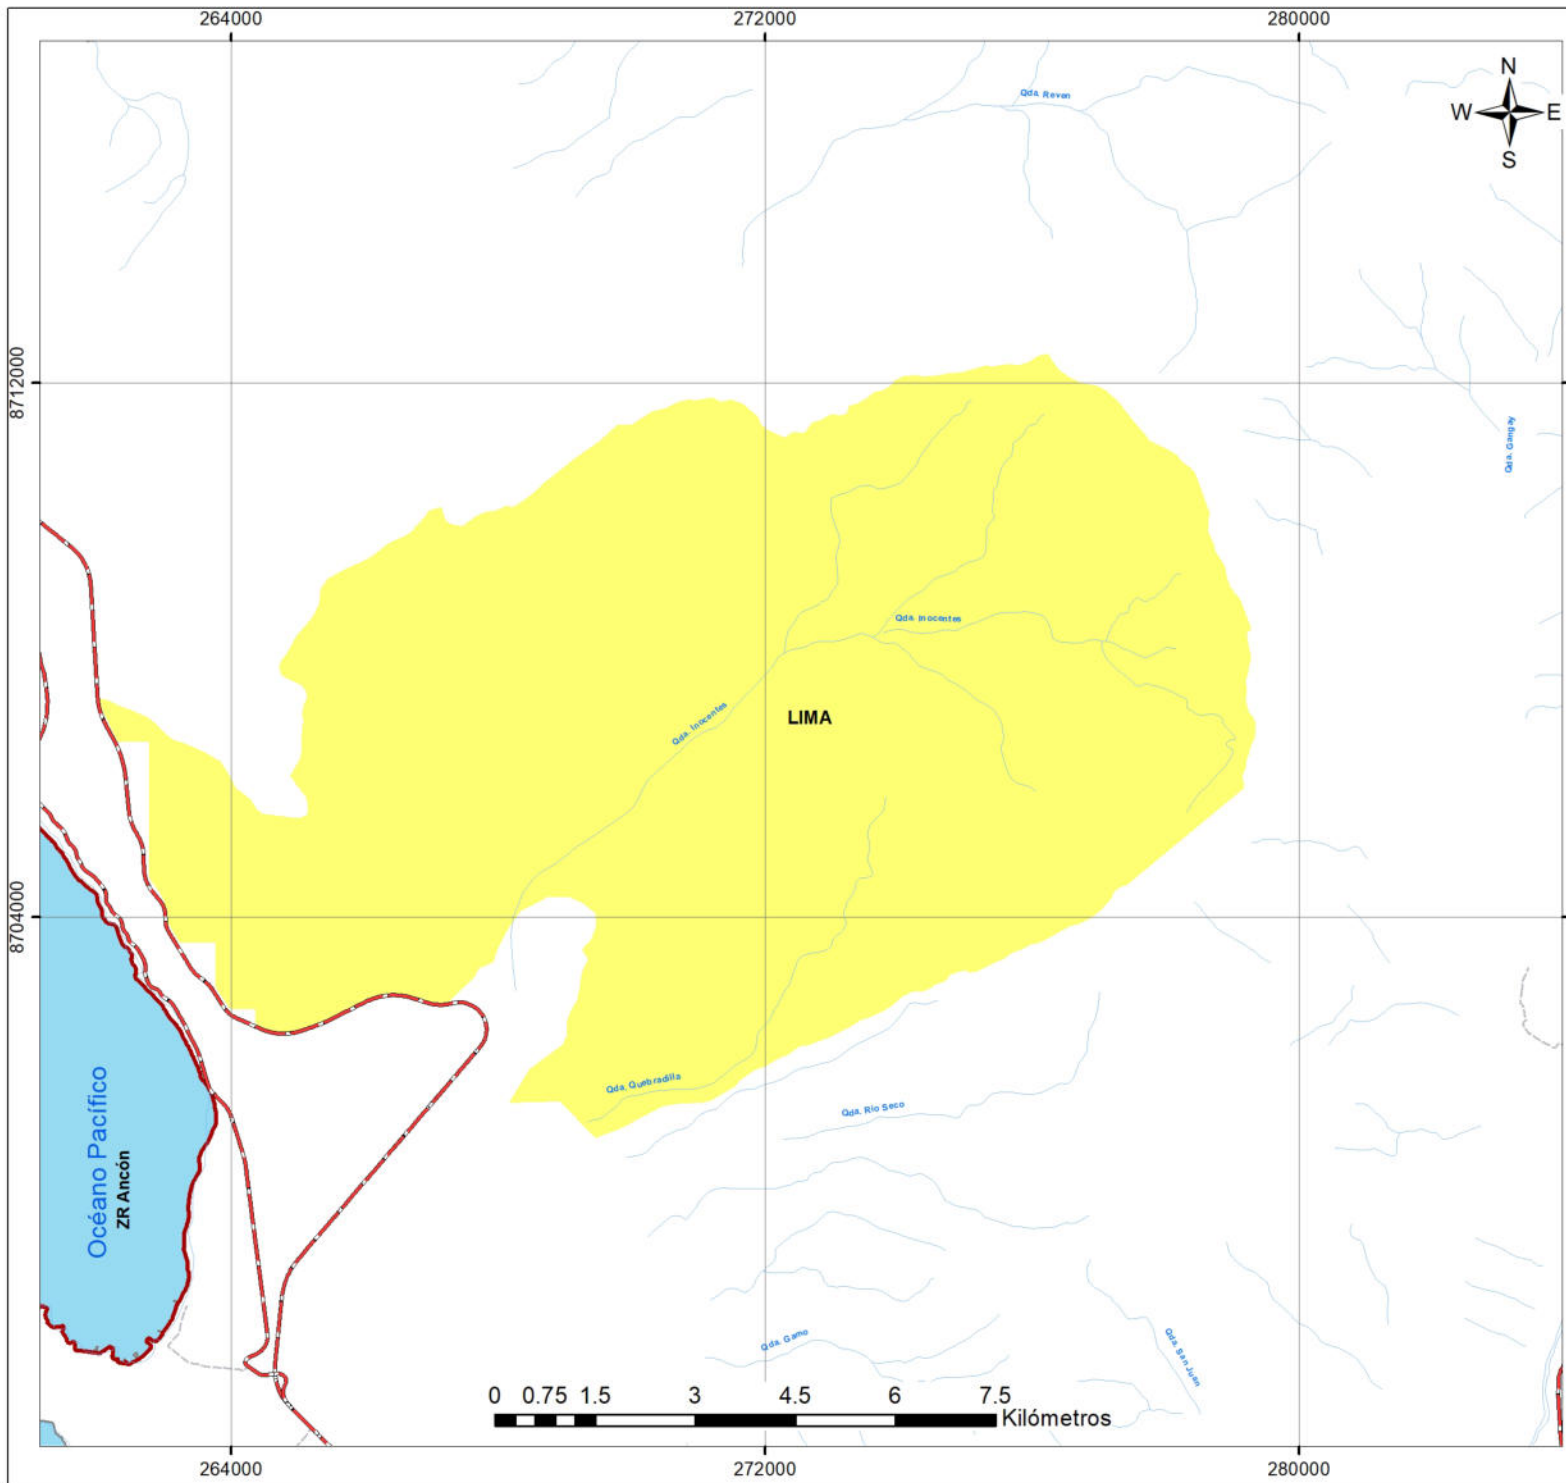 264000 272000 280000
N
W E
S
Qda. Reven
8712000
Qda. Gangay
Qda. Inocentes
LIMA
Qda. Inocentes
8704000
Qda. Quebradilla
Qda. Río Seco
Océano Pacífico
ZR Ancón
Qda. Gamo
Qda. San Juan
0 0.75 1.5 3 4.5 6 7.5
Kilómetros
264000 272000 280000